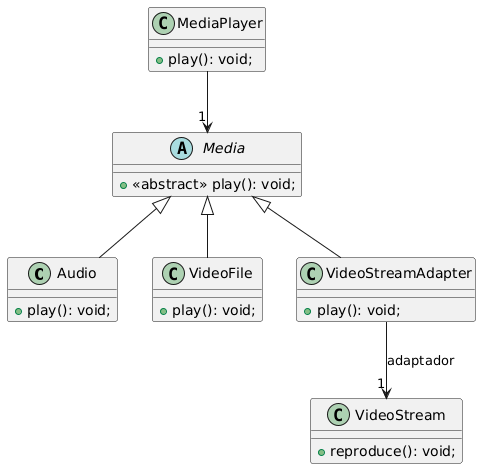 C MediaPlayer
play(): void;
1
A Media
«abstract» play(): void;
C Audio
play(): void;
C VideoFile
play(): void;
C VideoStreamAdapter
play(): void;
adaptador
1
C VideoStream
reproduce(): void;